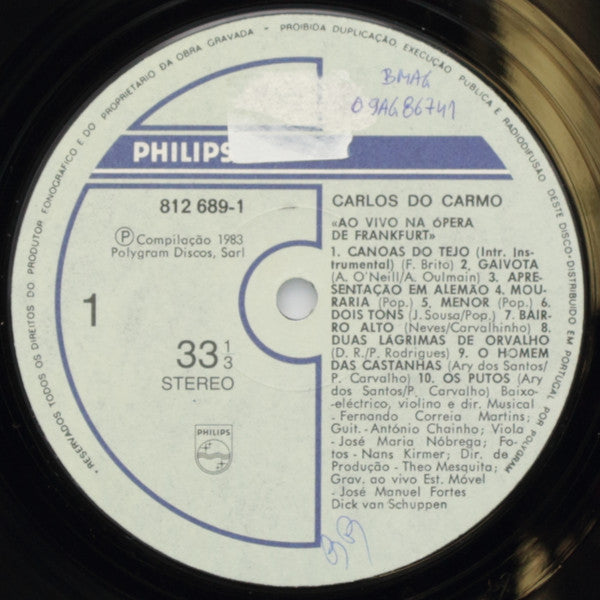 • RESERVADOS TODOS OS DIREITOS DO PRODUTOR FONOGRÁFICO E DO PROPRIETÁRIO DA OBRA GRAVADA - PROIBIDA DUPLICAÇÃO, EXECUÇÃO PÚBLICA E RADIODIFUSÃO DESTE DISCO • DISTRIBUIDO EM PORTUGAL POR POLYGRAM
BMAG
09AG86741
PHILIPS
812 689-1
Ⓟ Compilação 1983
Polygram Discos, Sarl
1
33 1/3
STEREO
PHILIPS
CARLOS DO CARMO
«AO VIVO NA ÓPERA
DE FRANKFURT»
1. CANOAS DO TEJO (Intr. Ins-
trumental) (F. Brito) 2. GAIVOTA
(A. O'Neill/A. Oulmain) 3. APRE-
SENTAÇÃO EM ALEMÃO 4. MOU-
RARIA (Pop.) 5. MENOR (Pop.) 6.
DOIS TONS (J. Sousa/Pop.) 7. BAIR-
RO ALTO (Neves/Carvalhinho) 8.
DUAS LÁGRIMAS DE ORVALHO
(D. R./P. Rodrigues) 9. O HOMEM
DAS CASTANHAS (Ary dos Santos/
P. Carvalho) 10. OS PUTOS (Ary
dos Santos/P. Carvalho) Baixo-
eléctrico, violino e dir. Musical
- Fernando Correia Martins;
Guit. - António Chainho; Viola -
- José Maria Nóbrega; Fo-
tos - Nans Kirmer; Dir. de
Produção - Theo Mesquita;
Grav. ao vivo Est. Móvel
- José Manuel Fortes
Dick van Schuppen